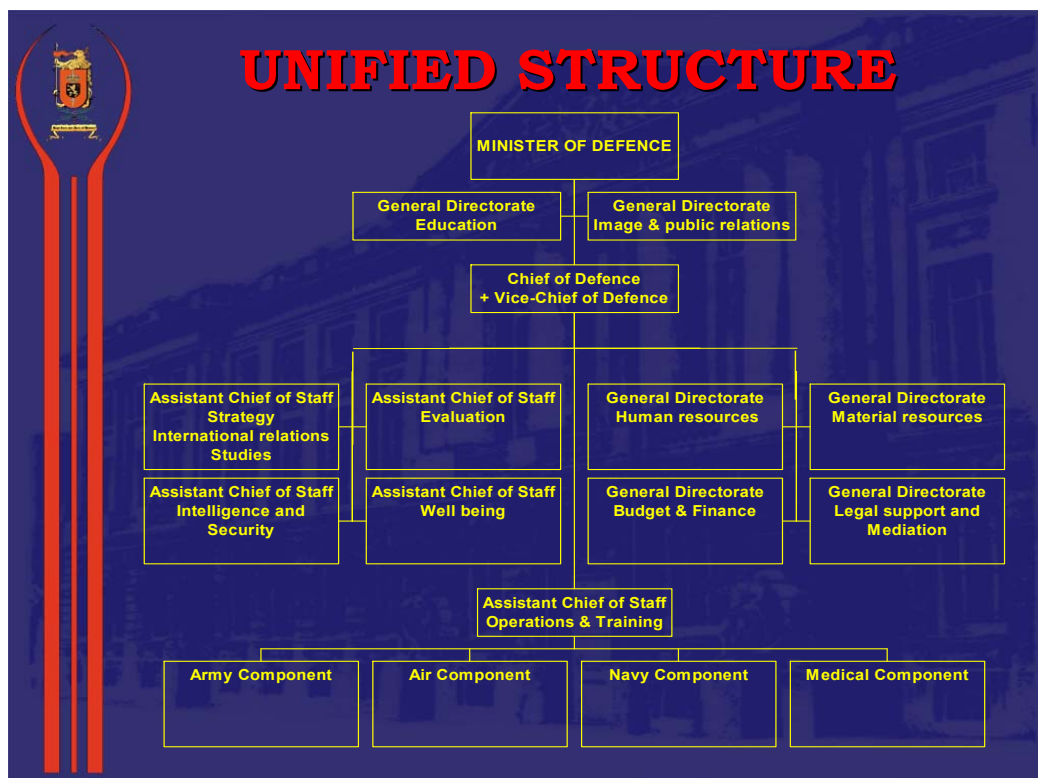 UNIFIED STRUCTURE
MINISTER OF DEFENCE
General Directorate
Education
General Directorate
Image & public relations
Chief of Defence
+ Vice-Chief of Defence
Assistant Chief of Staff
Strategy
International relations
Studies
Assistant Chief of Staff
Evaluation
General Directorate
Human resources
General Directorate
Material resources
Assistant Chief of Staff
Intelligence and
Security
Assistant Chief of Staff
Well being
General Directorate
Budget & Finance
General Directorate
Legal support and
Mediation
Assistant Chief of Staff
Operations & Training
Army Component
Air Component
Navy Component
Medical Component